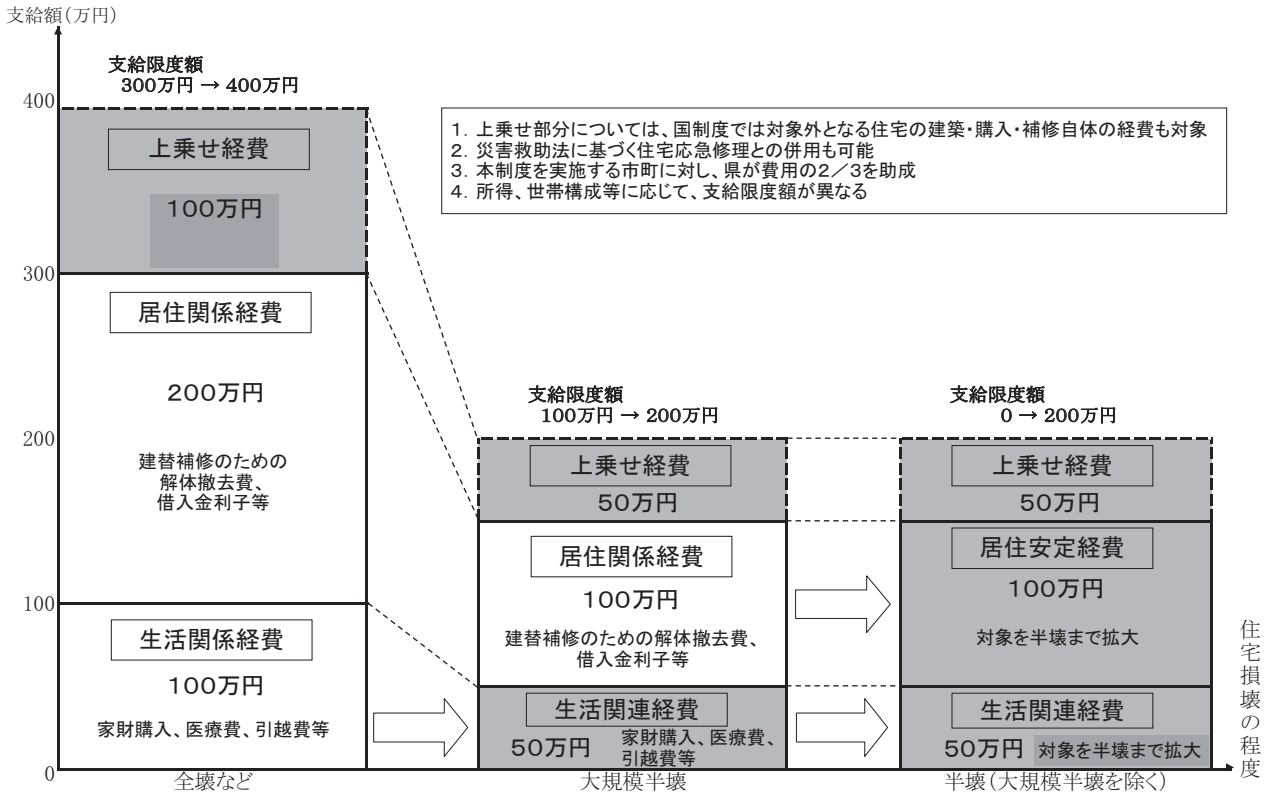 支給額(万円)
支給限度額
300万円 → 400万円
400
上乗せ経費
100万円
1. 上乗せ部分については、国制度では対象外となる住宅の建築・購入・補修自体の経費も対象
2. 災害救助法に基づく住宅応急修理との併用も可能
3. 本制度を実施する市町に対し、県が費用の2/3を助成
4. 所得、世帯構成等に応じて、支給限度額が異なる
300
居住関係経費
200万円
建替補修のための
解体撤去費、
借入金利子等
支給限度額
100万円 → 200万円
支給限度額
0 → 200万円
200
上乗せ経費
50万円
上乗せ経費
50万円
居住関係経費
100万円
建替補修のための解体撤去費、
借入金利子等
居住安定経費
100万円
対象を半壊まで拡大
100
生活関係経費
100万円
家財購入、医療費、引越費等
生活関連経費
50万円
家財購入、医療費、
引越費等
生活関連経費
50万円 対象を半壊まで拡大
住宅損壊の程度
0
全壊など
大規模半壊
半壊(大規模半壊を除く)